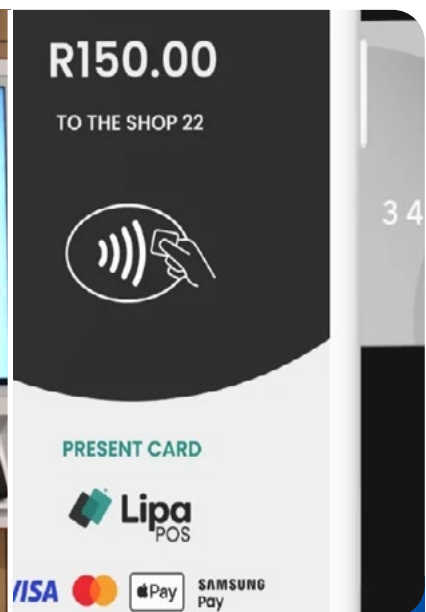 R150.00
TO THE SHOP 22
3 4
PRESENT CARD
Lipa
POS
VISA
Pay
SAMSUNG
Pay